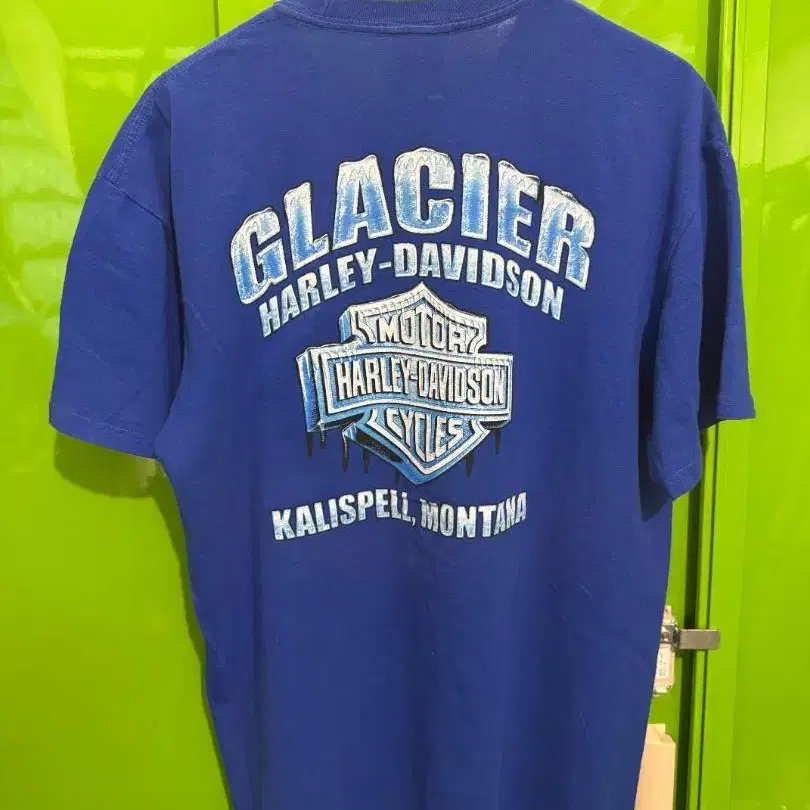 GLACIER
HARLEY-DAVIDSON
MOTOR
HARLEY-DAVIDSON
CYCLES
KALISPELL, MONTANA